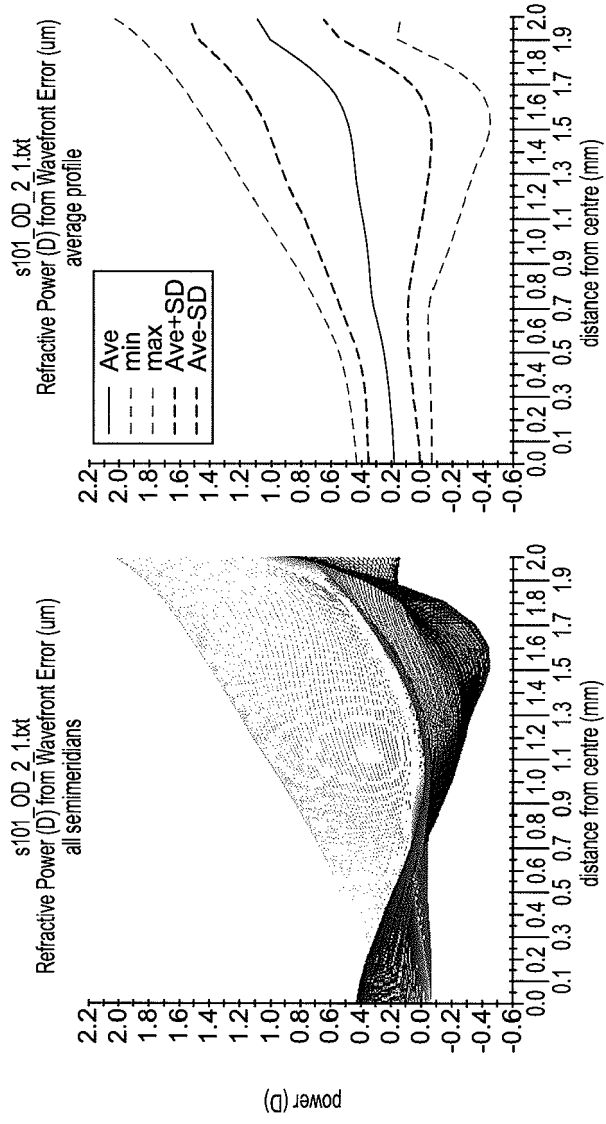 s101_OD_2_1.txt
Refractive Power (D) from Wavefront Error (um)
all semimeridians
power (D)
2.2
2.0
1.8
1.6
1.4
1.2
1.0
0.8
0.6
0.4
0.2
0.0
-0.2
-0.4
-0.6
0.0 0.1 0.2 0.3 0.4 0.5 0.6 0.7 0.8 0.9 1.0 1.1 1.2 1.3 1.4 1.5 1.6 1.7 1.8 1.9 2.0
distance from centre (mm)
s101_OD_2_1.txt
Refractive Power (D) from Wavefront Error (um)
average profile
Ave
min
max
Ave+SD
Ave-SD
2.2
2.0
1.8
1.6
1.4
1.2
1.0
0.8
0.6
0.4
0.2
0.0
-0.2
-0.4
-0.6
0.0 0.1 0.2 0.3 0.4 0.5 0.6 0.7 0.8 0.9 1.0 1.1 1.2 1.3 1.4 1.5 1.6 1.7 1.8 1.9 2.0
distance from centre (mm)